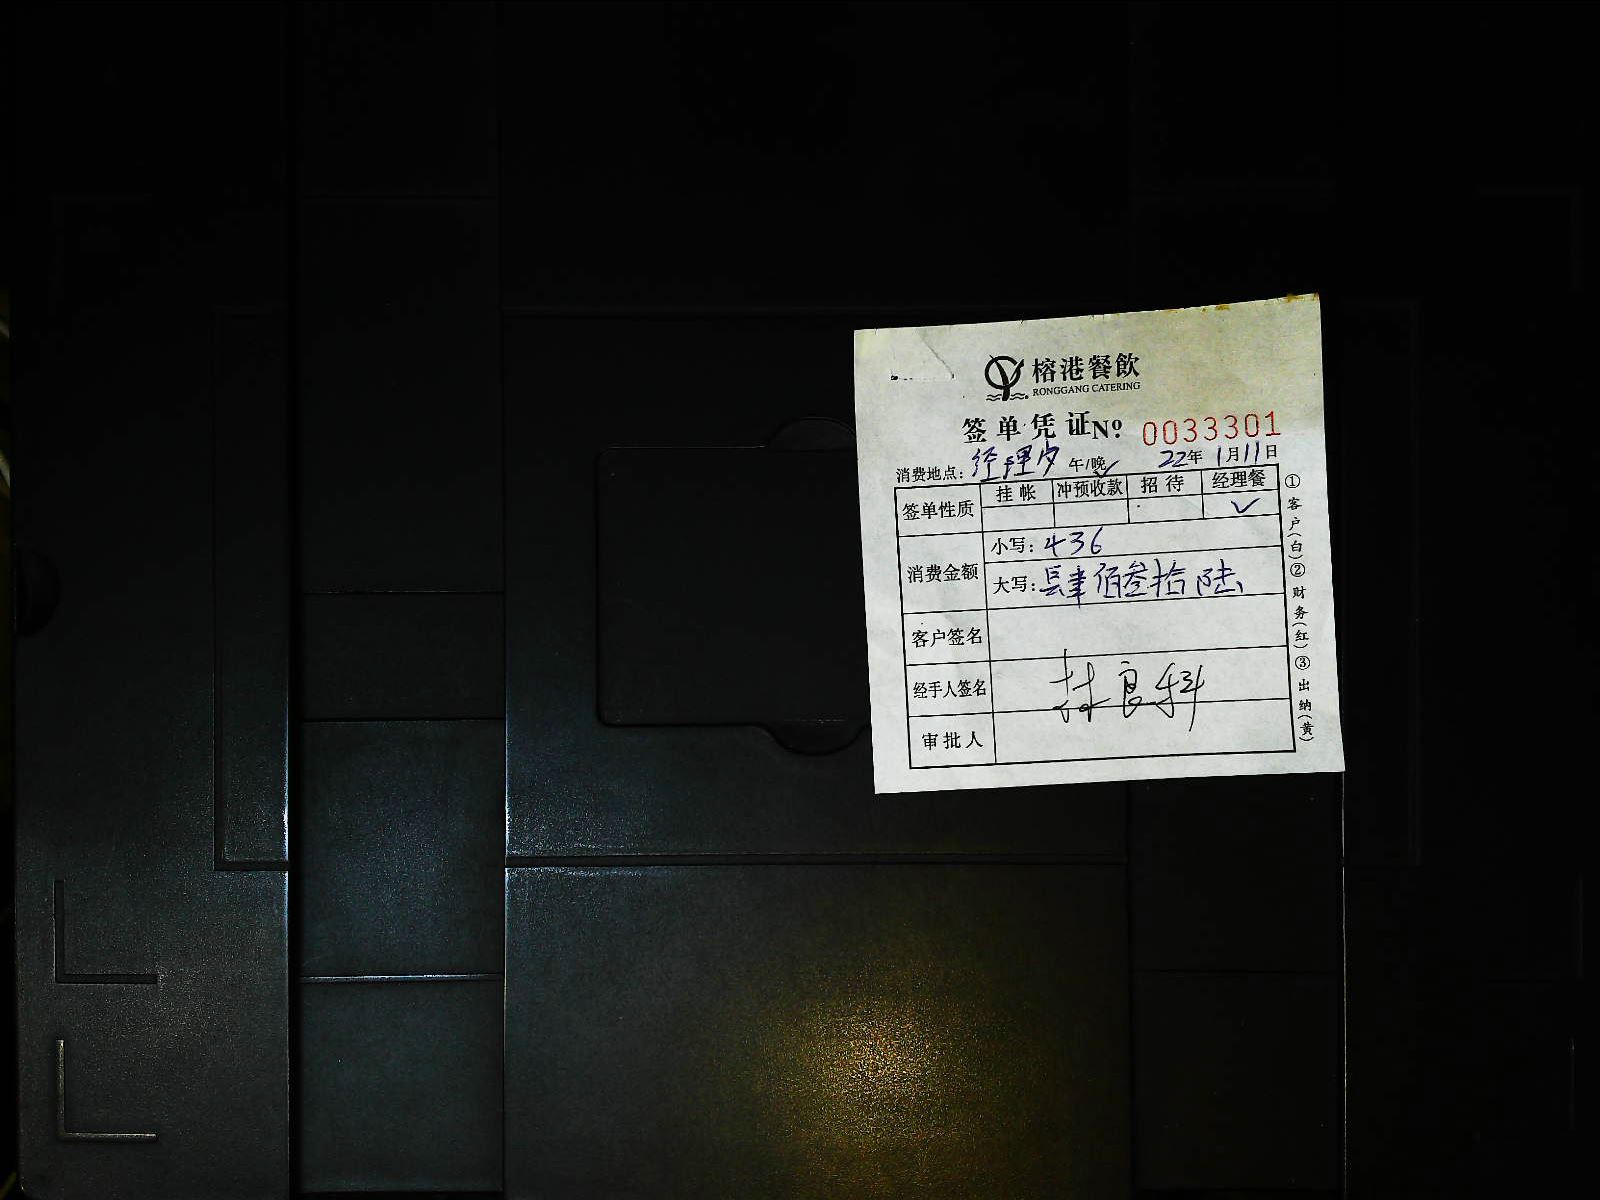 榕港餐飲
RONGGANG CATERING
签单凭证 Nº: 0033301
消费地点: 经理 午/晚✓ 22年1月11日
签单性质 挂帐 冲预收款 招待 经理餐
✓
消费金额 小写: 436
大写: 肆佰叁拾陆
客户签名
经手人签名 林良科
审批人
①客户(白)②财务(红)③出纳(黄)